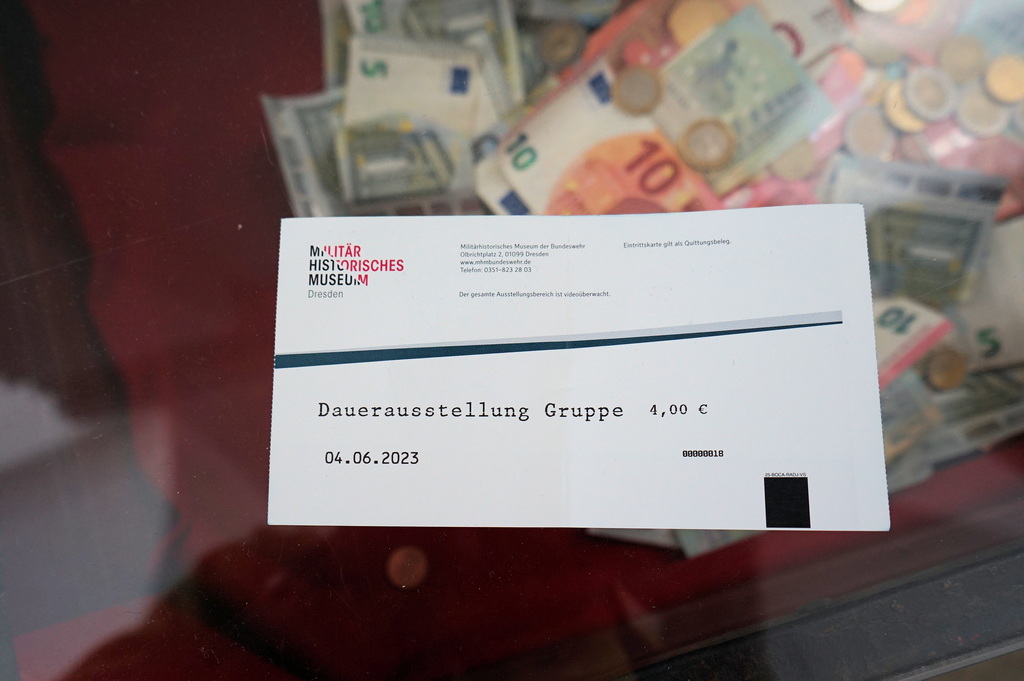 MILITÄR
HISTORISCHES
MUSEUM
Dresden
Militärhistorisches Museum der Bundeswehr
Olbrichtplatz 2, 01099 Dresden
www.mhmbundeswehr.de
Telefon: 0351-823 28 03
Der gesamte Ausstellungsbereich ist videoüberwacht.
Eintrittskarte gilt als Quittungsbeleg.
Dauerausstellung Gruppe 4,00 €
04.06.2023
00000018
5
10
10
10
5